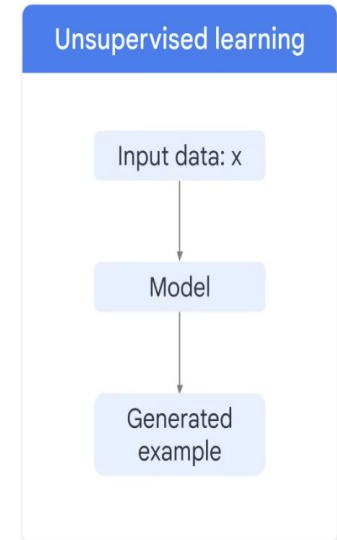 Unsupervised learning
Input data: x
Model
Generated
example